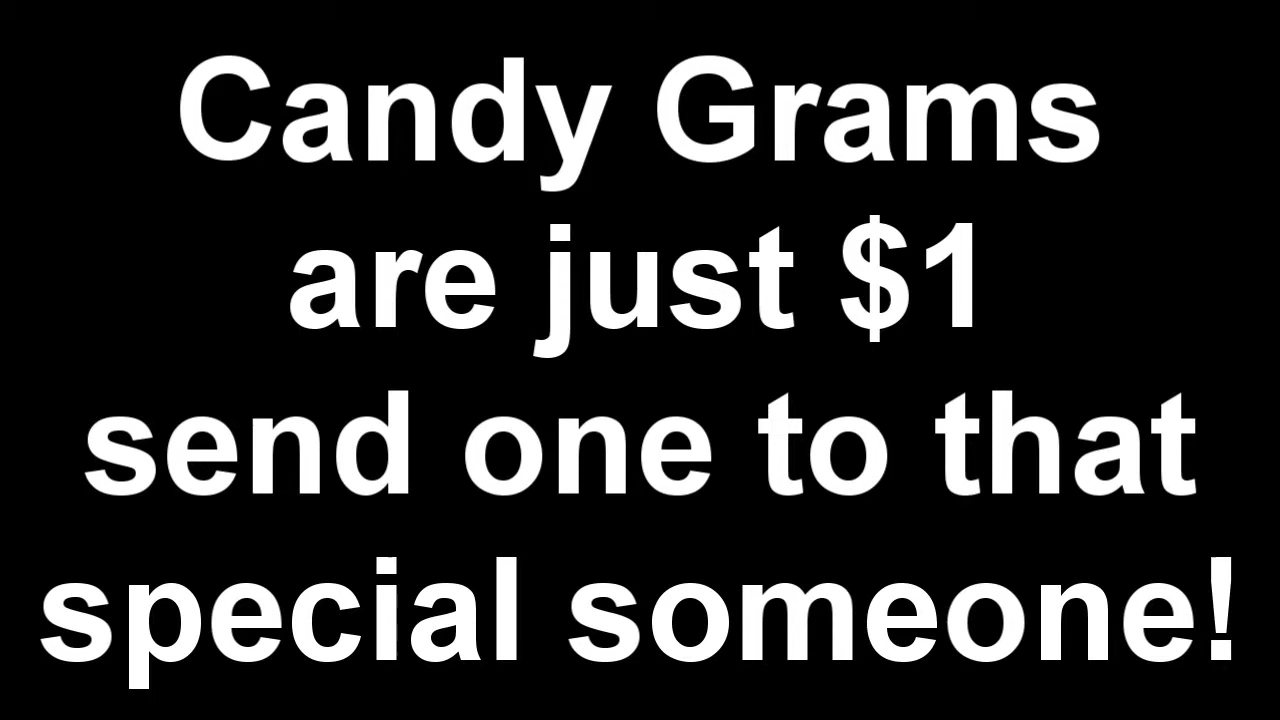 Candy Grams
are just $1
send one to that
special someone!